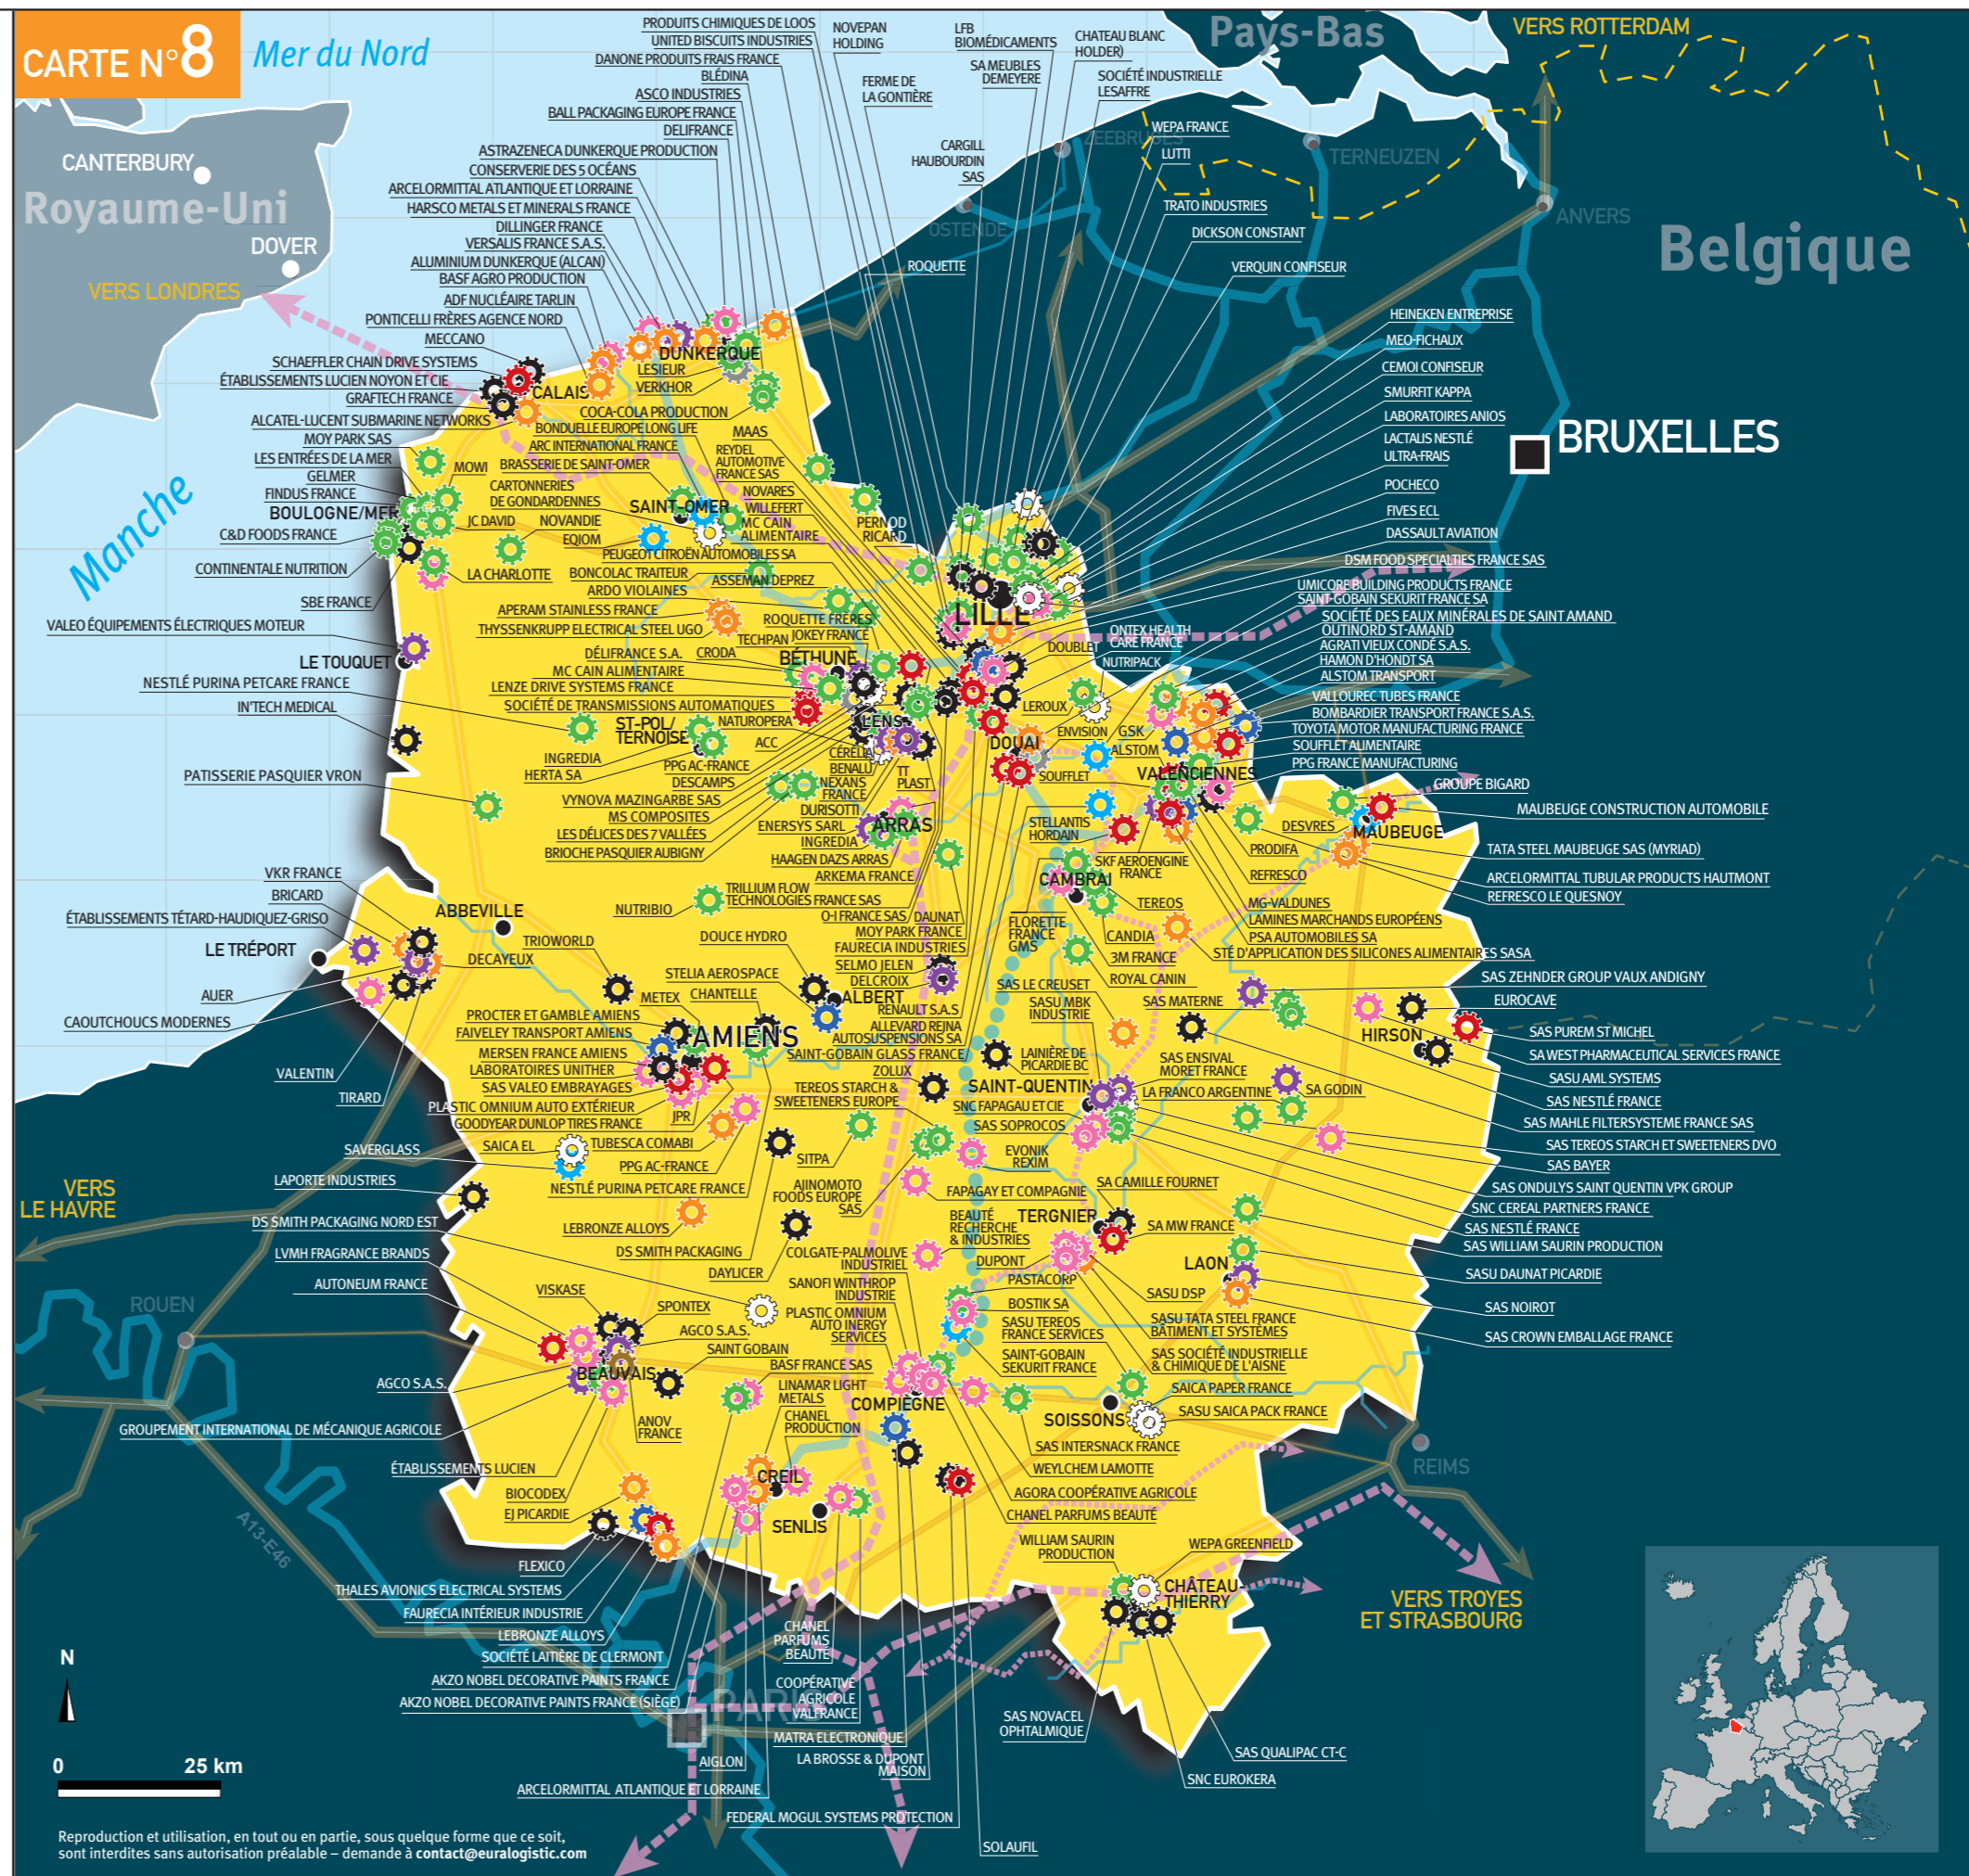 CARTE N°8
Mer du Nord
Manche
Pays-Bas
Belgique
Royaume-Uni
CANTERBURY
DOVER
VERS LONDRES
VERS ROTTERDAM
ZEEBRUGES
TERNEUZEN
OSTENDE
ANVERS
BRUXELLES
PRODUITS CHIMIQUES DE LOOS
UNITED BISCUITS INDUSTRIES
DANONE PRODUITS FRAIS FRANCE
BLÉDINA
ASCO INDUSTRIES
BALL PACKAGING EUROPE FRANCE
DELIFRANCE
ASTRAZENECA DUNKERQUE PRODUCTION
CONSERVERIE DES 5 OCÉANS
ARCELORMITTAL ATLANTIQUE ET LORRAINE
HARSCO METALS ET MINERALS FRANCE
DILLINGER FRANCE
VERSALIS FRANCE S.A.S.
ALUMINIUM DUNKERQUE (ALCAN)
BASF AGRO PRODUCTION
ADF NUCLÉAIRE TARLIN
PONTICELLI FRÈRES AGENCE NORD
MECCANO
SCHAEFFLER CHAIN DRIVE SYSTEMS
ÉTABLISSEMENTS LUCIEN NOYON ET CIE
GRAFTECH FRANCE
ALCATEL-LUCENT SUBMARINE NETWORKS
MOY PARK SAS
LES ENTRÉES DE LA MER
GELMER
FINDUS FRANCE
BOULOGNE/MER
C&D FOODS FRANCE
CONTINENTALE NUTRITION
SBE FRANCE
VALEO ÉQUIPEMENTS ÉLECTRIQUES MOTEUR
LE TOUQUET
NESTLÉ PURINA PETCARE FRANCE
IN'TECH MEDICAL
PATISSERIE PASQUIER VRON
NOVEPAN
HOLDING
FERME DE
LA GONTIÈRE
LFB
BIOMÉDICAMENTS
SA MEUBLES
DEMEYERE
CHATEAU BLANC
HOLDER)
SOCIÉTÉ INDUSTRIELLE
LESAFFRE
CARGILL
HAUBOURDIN
SAS
WEPA FRANCE
LUTTI
TRATO INDUSTRIES
DICKSON CONSTANT
VERQUIN CONFISEUR
ROQUETTE
HEINEKEN ENTREPRISE
MEO-FICHAUX
CEMOI CONFISEUR
SMURFIT KAPPA
LABORATOIRES ANIOS
LACTALIS NESTLÉ
ULTRA-FRAIS
POCHECO
FIVES ECL
DASSAULT AVIATION
DSM FOOD SPECIALTIES FRANCE SAS
UMICORE BUILDING PRODUCTS FRANCE
SAINT-GOBAIN SEKURIT FRANCE SA
SOCIÉTÉ DES EAUX MINÉRALES DE SAINT AMAND
OUTINORD ST-AMAND
AGRATI VIEUX CONDÉ S.A.S.
HAMON D'HONDT SA
ALSTOM TRANSPORT
VALLOUREC TUBES FRANCE
BOMBARDIER TRANSPORT FRANCE S.A.S.
TOYOTA MOTOR MANUFACTURING FRANCE
SOUFFLET ALIMENTAIRE
PPG FRANCE MANUFACTURING
GROUPE BIGARD
MAUBEUGE CONSTRUCTION AUTOMOBILE
DUNKERQUE
LESIEUR
VERKHOR
CALAIS
COCA-COLA PRODUCTION
BONDUELLE EUROPE LONG LIFE
MAAS
ARC INTERNATIONAL FRANCE
REYDEL
AUTOMOTIVE
FRANCE SAS
MOWI
BRASSERIE DE SAINT-OMER
CARTONNERIES
DE GONDARDENNES
SAINT-OMER
NOVARES
WILLEFERT
MC CAIN
ALIMENTAIRE
JC DAVID
NOVANDIE
EQIOM
PERNOD
RICARD
PEUGEOT CITROËN AUTOMOBILES SA
LA CHARLOTTE
BONCOLAC TRAITEUR
ASSEMAN DEPREZ
ARDO VIOLAINES
APERAM STAINLESS FRANCE
ROQUETTE FRÈRES
THYSSENKRUPP ELECTRICAL STEEL UGO
TECHPAN
JOKEY FRANCE
LILLE
ONTEX HEALTH
CARE FRANCE
DOUBLET
NUTRIPACK
DÉLIFRANCE S.A.
CRODA
BÉTHUNE
MC CAIN ALIMENTAIRE
LENZE DRIVE SYSTEMS FRANCE
SOCIÉTÉ DE TRANSMISSIONS AUTOMATIQUES
ST-POL/
TERNOISE
NATUROPERA
LENS
LEROUX
DOUAI
ENVISION
GSK
ALSTOM
SOUFFLET
VALENCIENNES
INGREDIA
HERTA SA
ACC
PPG AC-FRANCE
DESCAMPS
CÉRÉLIA
BENALU
NEXANS
FRANCE
TT
PLAST
VYNOVA MAZINGARBE SAS
DURISOTTI
MS COMPOSITES
ENERSYS SARL
LES DÉLICES DES 7 VALLÉES
INGREDIA
ARRAS
BRIOCHE PASQUIER AUBIGNY
HAAGEN DAZS ARRAS
ARKEMA FRANCE
STELLANTIS
HORDAIN
SKF AEROENGINE
FRANCE
CAMBRAI
DESVRES
MAUBEUGE
PRODIFA
REFRESCO
TATA STEEL MAUBEUGE SAS (MYRIAD)
ARCELORMITTAL TUBULAR PRODUCTS HAUTMONT
REFRESCO LE QUESNOY
TEREOS
MG-VALDUNES
LAMINES MARCHANDS EUROPÉENS
PSA AUTOMOBILES SA
STÉ D'APPLICATION DES SILICONES ALIMENTAIRES SASA
CANDIA
3M FRANCE
ROYAL CANIN
FLORETTE
FRANCE
GMS
NUTRIBIO
TRILLIUM FLOW
TECHNOLOGIES FRANCE SAS
O-I FRANCE SAS
DAUNAT
MOY PARK FRANCE
FAURECIA INDUSTRIES
SELMO JELEN
DELCROIX
VKR FRANCE
BRICARD
ÉTABLISSEMENTS TÉTARD-HAUDIQUEZ-GRISO
LE TRÉPORT
ABBEVILLE
TRIOWORLD
DECAYEUX
AUER
CAOUTCHOUCS MODERNES
VALENTIN
TIRARD
DOUCE HYDRO
STELIA AEROSPACE
METEX
CHANTELLE
ALBERT
PROCTER ET GAMBLE AMIENS
FAIVELEY TRANSPORT AMIENS
AMIENS
MERSEN FRANCE AMIENS
LABORATOIRES UNITHER
SAS VALEO EMBRAYAGES
PLASTIC OMNIUM AUTO EXTÉRIEUR
JPR
GOODYEAR DUNLOP TIRES FRANCE
RENAULT S.A.S
ALLEVARD REJNA
AUTOSUSPENSIONS SA
SAINT-GOBAIN GLASS FRANCE
ZOLUX
TEREOS STARCH &
SWEETENERS EUROPE
SAS LE CREUSET
SASU MBK
INDUSTRIE
SAS MATERNE
LAINIÈRE DE
PICARDIE BC
SAINT-QUENTIN
SAS ENSIVAL
MORET FRANCE
LA FRANCO ARGENTINE
SA GODIN
SNC FAPAGAU ET CIE
SAS SOPROCOS
EVONIK
REXIM
HIRSON
SAS ZEHNDER GROUP VAUX ANDIGNY
EUROCAVE
SAS PUREM ST MICHEL
SA WEST PHARMACEUTICAL SERVICES FRANCE
SASU AML SYSTEMS
SAS NESTLÉ FRANCE
SAS MAHLE FILTERSYSTEME FRANCE SAS
SAS TEREOS STARCH ET SWEETENERS DVO
SAS BAYER
SAS ONDULYS SAINT QUENTIN VPK GROUP
SNC CEREAL PARTNERS FRANCE
SAS NESTLÉ FRANCE
SAS WILLIAM SAURIN PRODUCTION
SASU DAUNAT PICARDIE
SAS NOIROT
SAS CROWN EMBALLAGE FRANCE
SAVERGLASS
SAICA EL
TUBESCA COMABI
PPG AC-FRANCE
SITPA
LAPORTE INDUSTRIES
NESTLÉ PURINA PETCARE FRANCE
AJINOMOTO
FOODS EUROPE
SAS
FAPAGAY ET COMPAGNIE
SA CAMILLE FOURNET
VERS
LE HAVRE
DS SMITH PACKAGING NORD EST
LEBRONZE ALLOYS
BEAUTÉ
RECHERCHE
& INDUSTRIES
TERGNIER
SA MW FRANCE
LVMH FRAGRANCE BRANDS
DS SMITH PACKAGING
DAYLICER
COLGATE-PALMOLIVE
INDUSTRIEL
DUPONT
LAON
AUTONEUM FRANCE
VISKASE
SPONTEX
SANOFI WINTHROP
INDUSTRIE
PASTACORP
SASU DSP
ROUEN
AGCO S.A.S.
PLASTIC OMNIUM
AUTO INERGY
SERVICES
BOSTIK SA
SASU TEREOS
FRANCE SERVICES
SASU TATA STEEL FRANCE
BÂTIMENT ET SYSTÈMES
SAINT GOBAIN
BASF FRANCE SAS
SAINT-GOBAIN
SEKURIT FRANCE
SAS SOCIÉTÉ INDUSTRIELLE
& CHIMIQUE DE L'AISNE
AGCO S.A.S.
BEAUVAIS
LINAMAR LIGHT
METALS
COMPIÈGNE
SAICA PAPER FRANCE
SOISSONS
SASU SAICA PACK FRANCE
GROUPEMENT INTERNATIONAL DE MÉCANIQUE AGRICOLE
ANOV
FRANCE
CHANEL
PRODUCTION
SAS INTERSNACK FRANCE
REIMS
ÉTABLISSEMENTS LUCIEN
CREIL
WEYLCHEM LAMOTTE
BIOCODEX
AGORA COOPÉRATIVE AGRICOLE
EJ PICARDIE
SENLIS
CHANEL PARFUMS BEAUTÉ
A13-E46
WILLIAM SAURIN
PRODUCTION
WEPA GREENFIELD
FLEXICO
CHÂTEAU-
THIERRY
THALES AVIONICS ELECTRICAL SYSTEMS
VERS TROYES
ET STRASBOURG
FAURECIA INTÉRIEUR INDUSTRIE
LEBRONZE ALLOYS
CHANEL
PARFUMS
BEAUTÉ
SOCIÉTÉ LAITIÈRE DE CLERMONT
AKZO NOBEL DECORATIVE PAINTS FRANCE
COOPÉRATIVE
AGRICOLE
VALFRANCE
AKZO NOBEL DECORATIVE PAINTS FRANCE (SIÈGE)
PARIS
SAS NOVACEL
OPHTALMIQUE
MATRA ELECTRONIQUE
SAS QUALIPAC CT-C
AIGLON
LA BROSSE & DUPONT
MAISON
SNC EUROKERA
ARCELORMITTAL ATLANTIQUE ET LORRAINE
FEDERAL MOGUL SYSTEMS PROTECTION
SOLAUFIL
N
0 25 km
Reproduction et utilisation, en tout ou en partie, sous quelque forme que ce soit,
sont interdites sans autorisation préalable – demande à contact@euralogistic.com